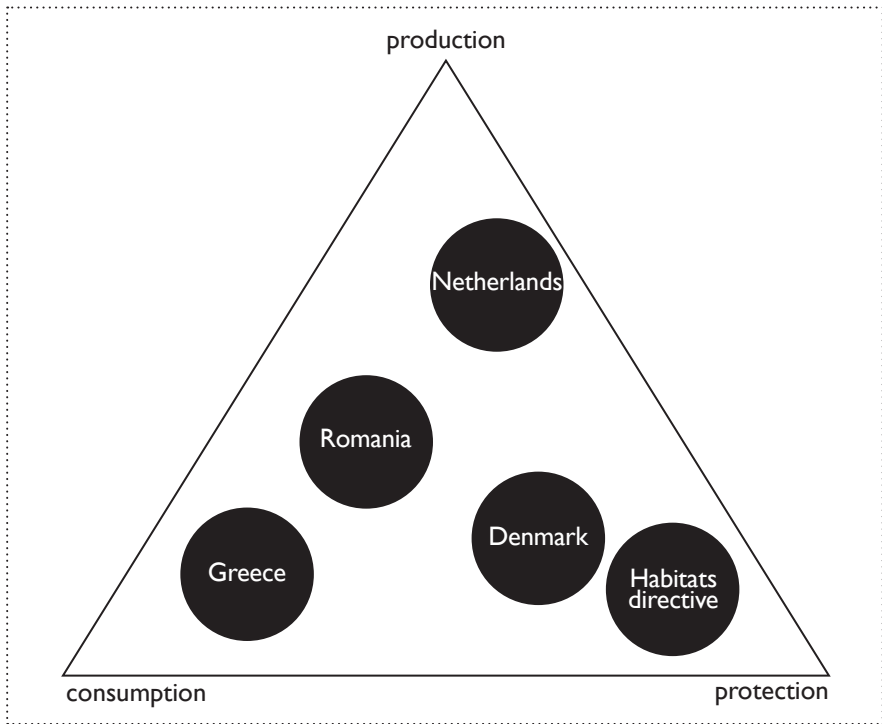 production
Netherlands
Romania
Denmark
Greece
Habitats
directive
consumption
protection